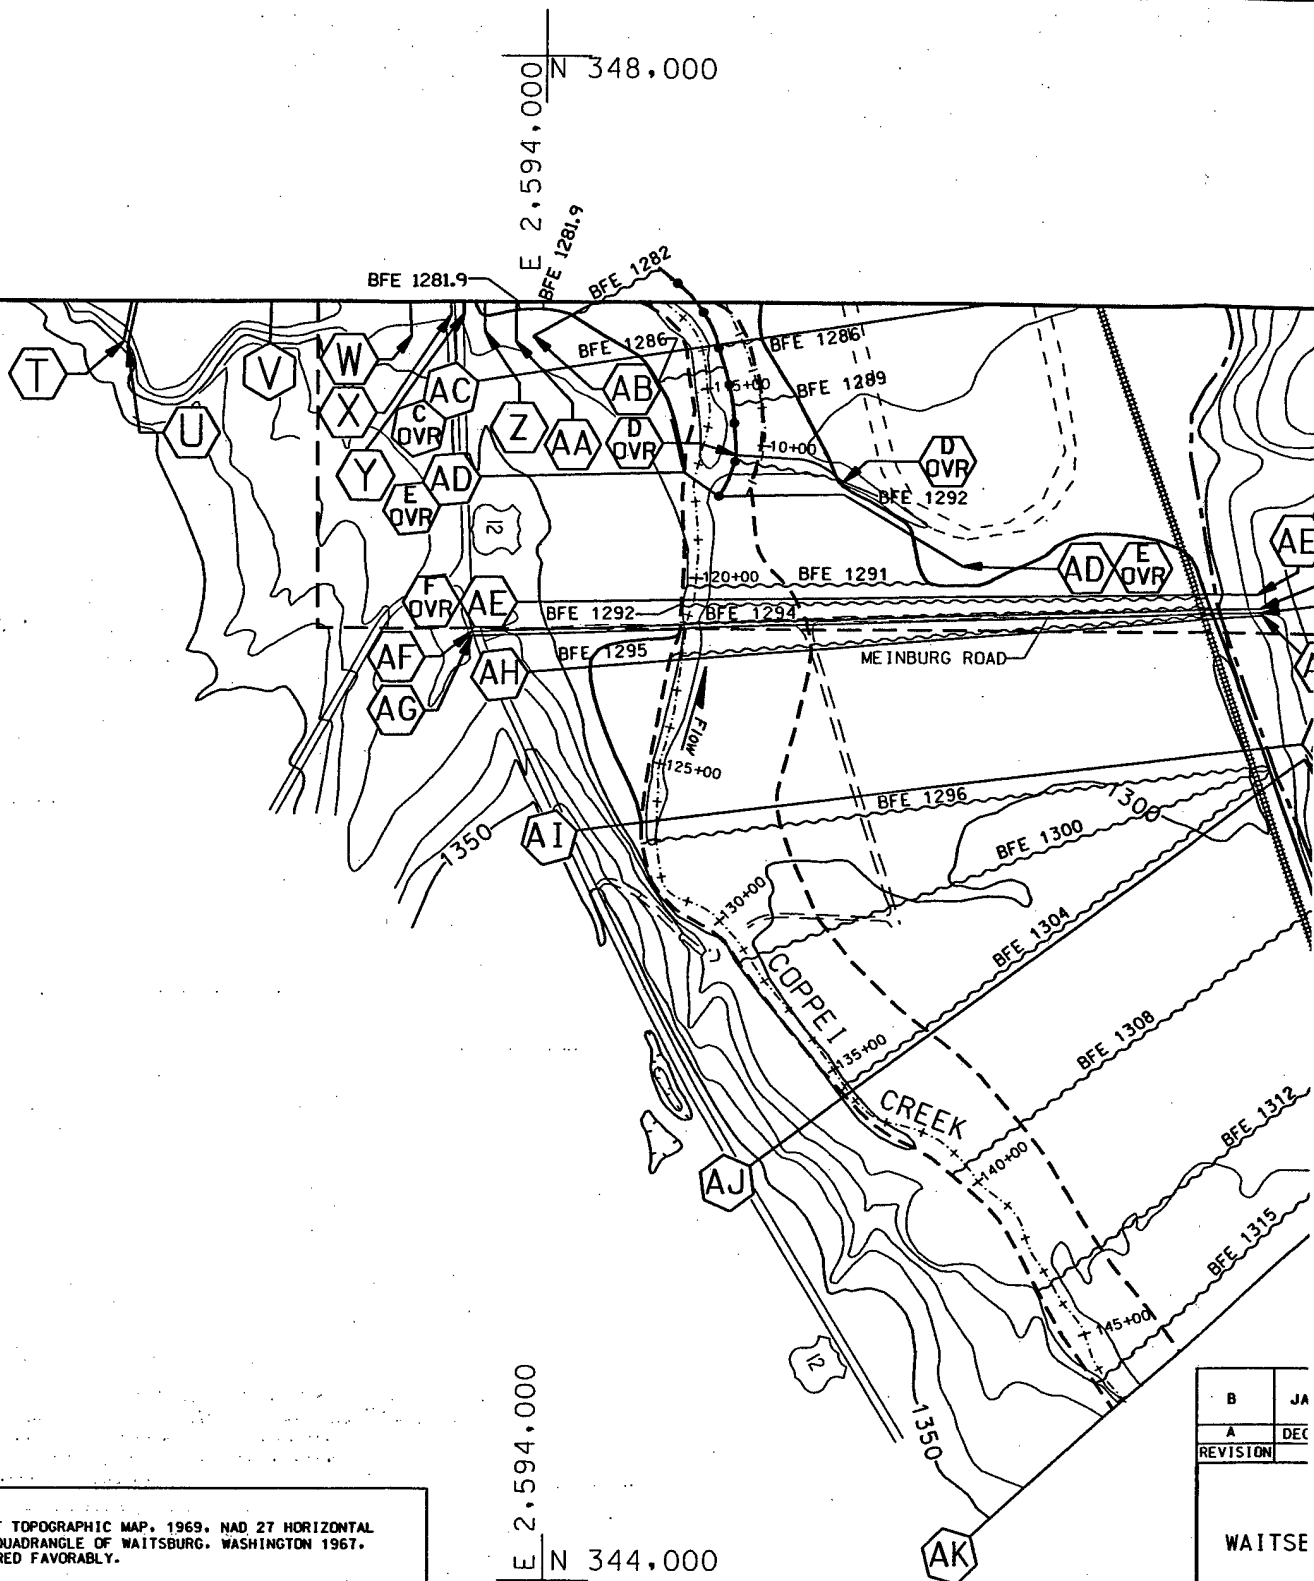 N 348,000
E 2,594,000
BFE 1281.9
BFE 1281.9
BFE 1282
T
U
V
W
X
Y
AC
C OVR
Z
AA
AB
D OVR
BFE 1286
BFE 1286
BFE 1289
115+00
110+00
D OVR
BFE 1292
AD
E OVR
12
AD
E OVR
120+00
BFE 1291
F OVR
AE
BFE 1292
BFE 1294
AF
AG
AH
BFE 1295
MEINBURG ROAD
Flow
125+00
BFE 1296
1300
1350
AI
BFE 1300
130+00
BFE 1304
COPPEI
CREEK
135+00
BFE 1308
BFE 1312
140+00
AJ
BFE 1315
145+00
12
1350
AK
E 2,594,000
N 344,000
B JA
A DEC
REVISION
WAITSB
TOPOGRAPHIC MAP, 1969, NAD 27 HORIZONTAL
QUADRANGLE OF WAITSBURG, WASHINGTON 1967.
RED FAVORABLY.